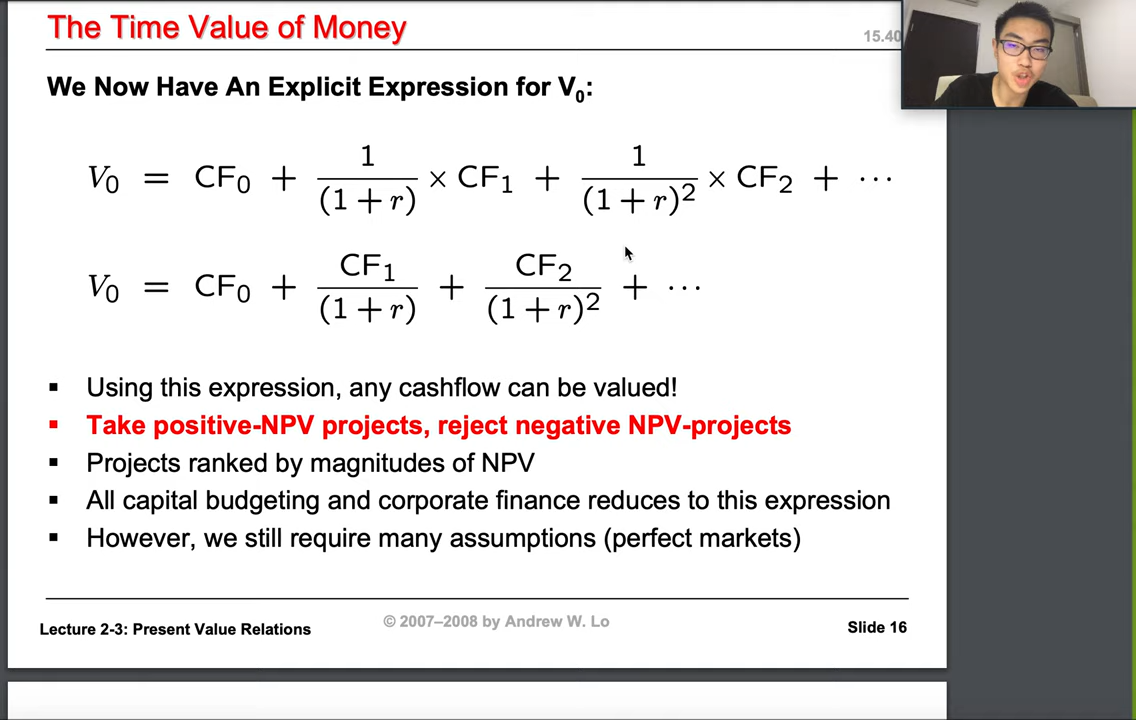 The Time Value of Money
15.40
We Now Have An Explicit Expression for V₀:
V₀ = CF₀ + 1/(1 + r) × CF₁ + 1/(1 + r)² × CF₂ + ⋯
V₀ = CF₀ + CF₁/(1 + r) + CF₂/(1 + r)² + ⋯
▪ Using this expression, any cashflow can be valued!
▪ Take positive-NPV projects, reject negative NPV-projects
▪ Projects ranked by magnitudes of NPV
▪ All capital budgeting and corporate finance reduces to this expression
▪ However, we still require many assumptions (perfect markets)
Lecture 2-3: Present Value Relations
© 2007–2008 by Andrew W. Lo
Slide 16